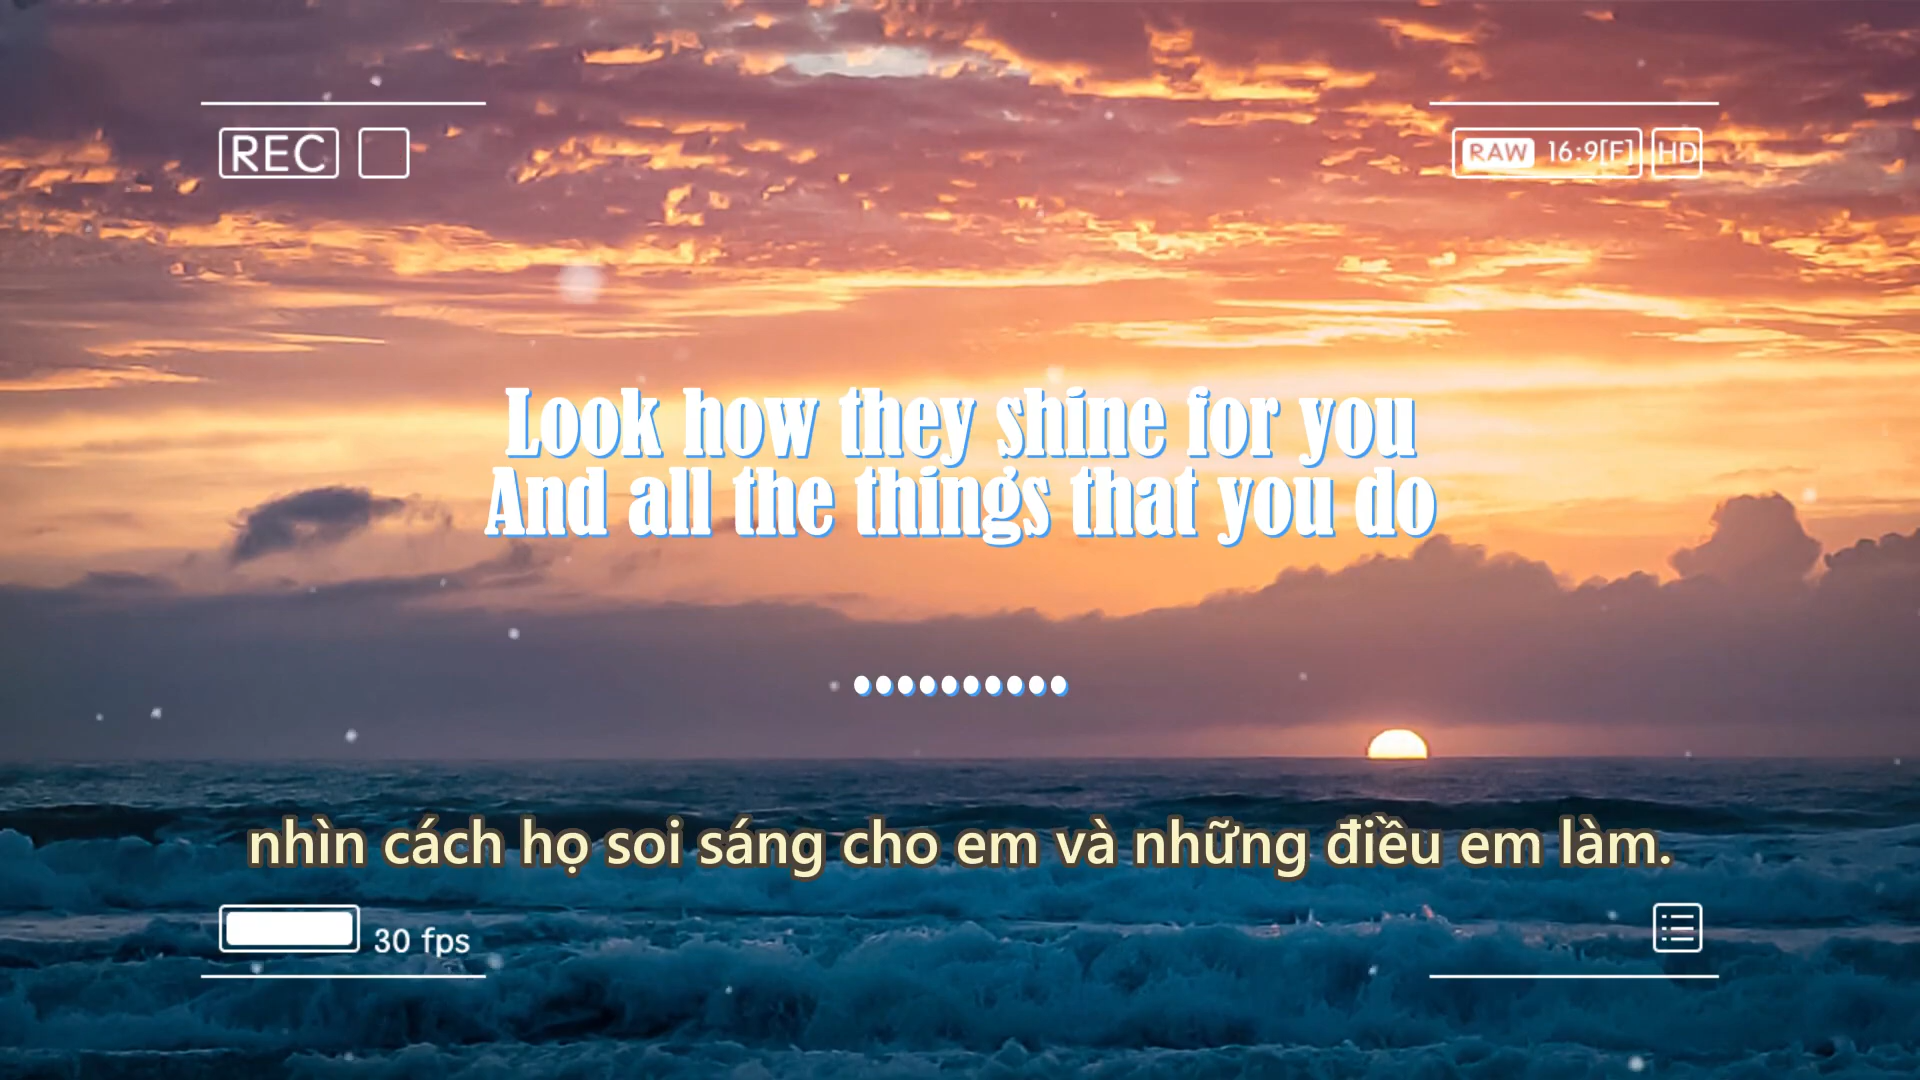 REC
RAW 16:9[F] HD
Look how they shine for you
And all the things that you do
nhìn cách họ soi sáng cho em và những điều em làm.
30 fps